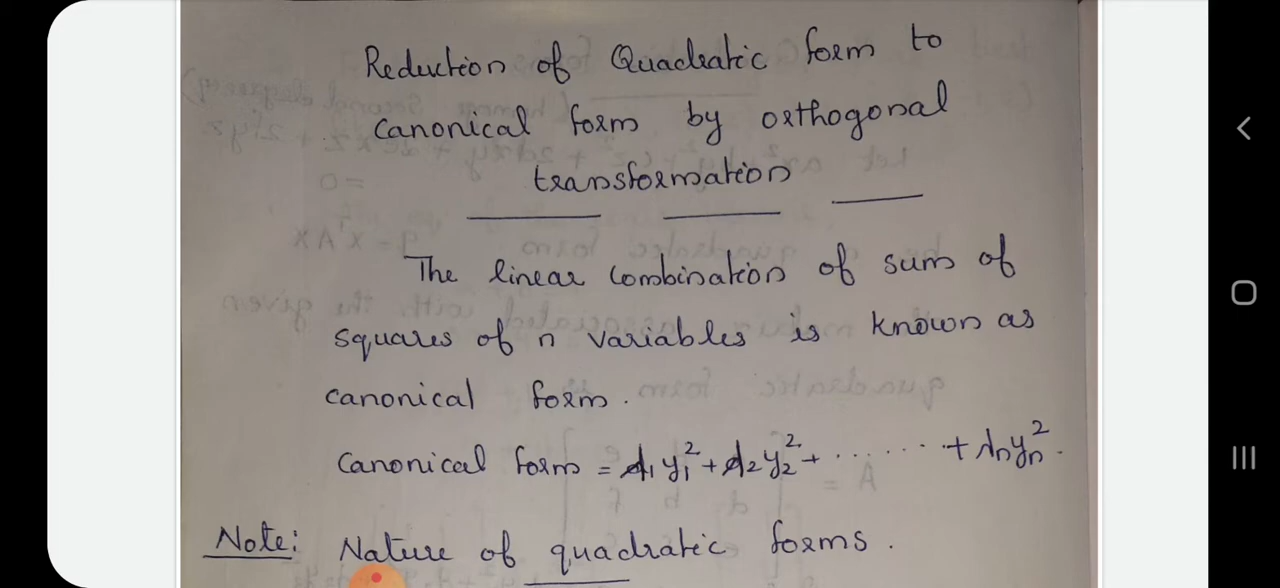 Reduction of Quadratic form to
canonical form by orthogonal
transformation
The linear combination of sum of
squares of n variables is known as
canonical form.
canonical form = λ₁y₁² + λ₂y₂² + ....... + λₙyₙ².
Note: Nature of quadratic forms.